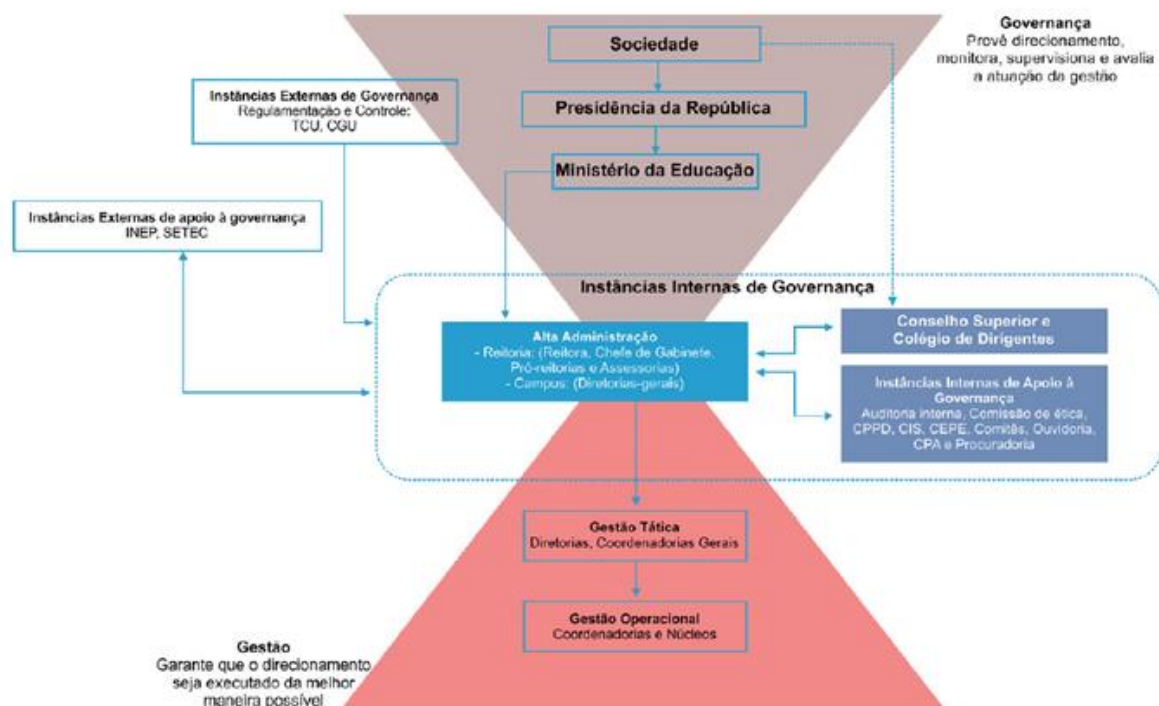 Governança
Provê direcionamento,
monitora, supervisiona e avalia
a atuação da gestão
Sociedade
Instâncias Externas de Governança
Regulamentação e Controle:
TCU, CGU
Presidência da República
Ministério da Educação
Instâncias Externas de apoio à governança
INEP, SETEC
Instâncias Internas de Governança
Alta Administração
- Reitoria: (Reitora, Chefe de Gabinete,
Pró-reitorias e Assessorias)
- Campus: (Diretorias-gerais)
Conselho Superior e
Colégio de Dirigentes
Instâncias Internas de Apoio à
Governança
Auditoria interna, Comissão de ética,
CPPD, CIS, CEPE, Comitês, Ouvidoria,
CPA e Procuradoria
Gestão Tática
Diretorias, Coordenadorias Gerais
Gestão Operacional
Coordenadorias e Núcleos
Gestão
Garante que o direcionamento
seja executado da melhor
maneira possível